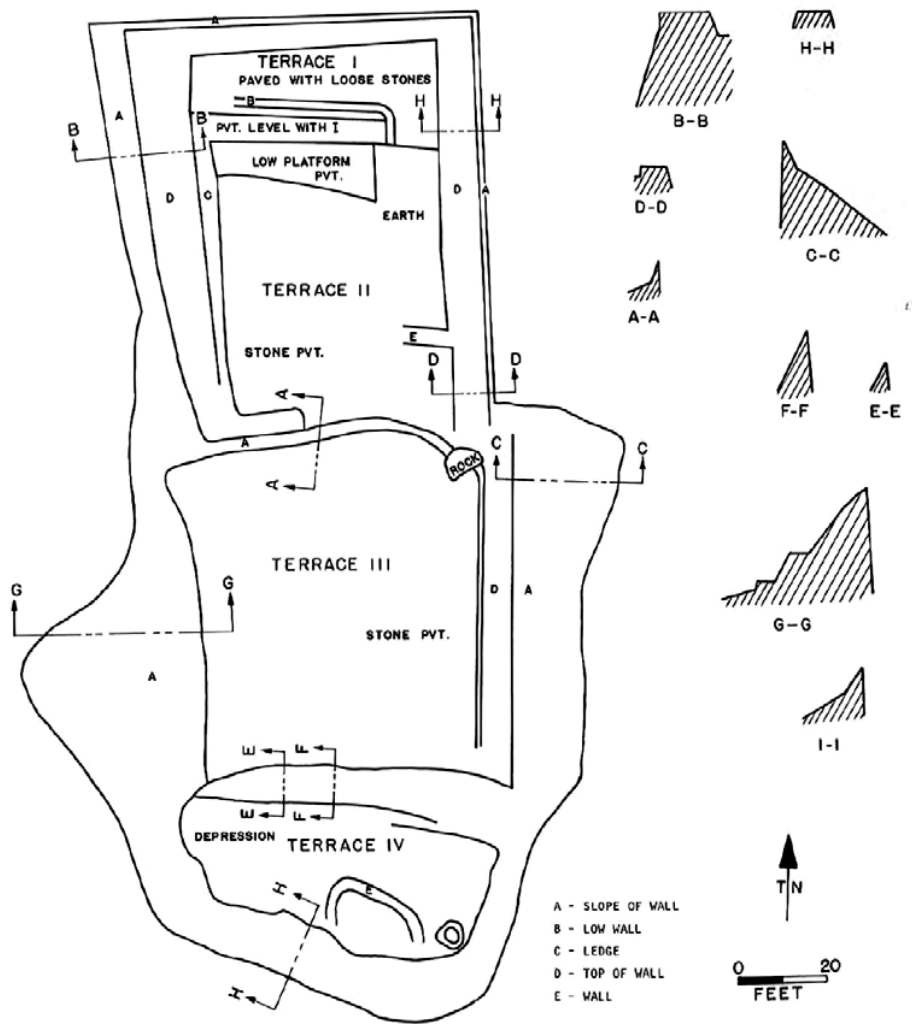 A
TERRACE I
PAVED WITH LOOSE STONES
B
H
H
A
B
B
PVT. LEVEL WITH I
LOW PLATFORM
PVT.
D
C
D
A
EARTH
TERRACE II
E
STONE PVT.
D
D
A
A
C
C
ROCK
A
TERRACE III
G
G
D
A
STONE PVT.
A
E
F
E
F
DEPRESSION
TERRACE IV
H
E
H
B-B
H-H
D-D
C-C
A-A
F-F
E-E
G-G
I-I
TN
A - SLOPE OF WALL
B - LOW WALL
C - LEDGE
D - TOP OF WALL
E - WALL
0 20
FEET